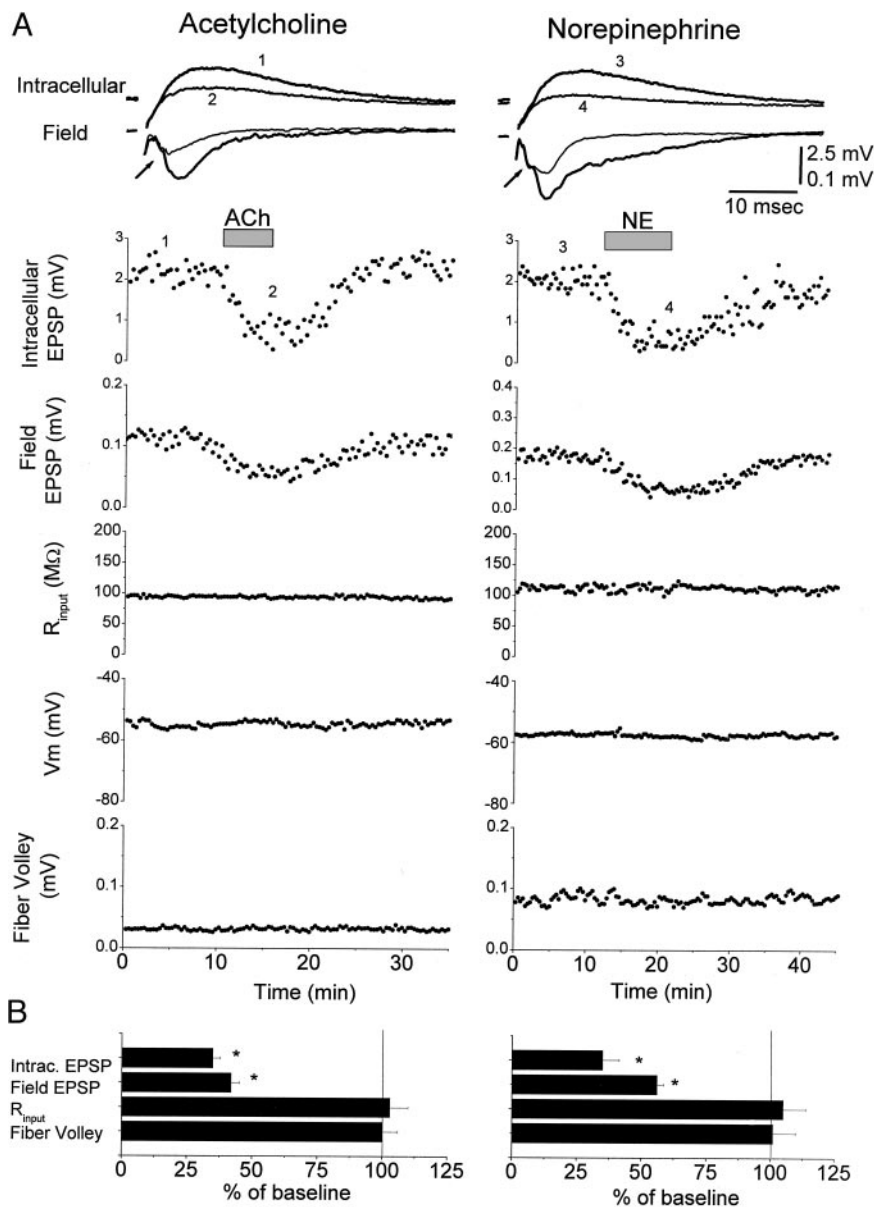 A
Acetylcholine
Norepinephrine
Intracellular
1
2
3
4
Field
2.5 mV
0.1 mV
10 msec
ACh
NE
Intracellular
EPSP (mV)
3
2
1
0
1
2
3
2
1
0
3
4
Field
EPSP (mV)
0.2
0.1
0.0
0.4
0.3
0.2
0.1
0.0
Rinput (MΩ)
200
150
100
50
0
200
150
100
50
0
Vm (mV)
-40
-60
-80
-40
-60
-80
Fiber Volley
(mV)
0.2
0.1
0.0
0.2
0.1
0.0
0 10 20 30
0 10 20 30 40
Time (min)
Time (min)
B
Intrac. EPSP
* *
Field EPSP
* *
Rinput
Fiber Volley
0 25 50 75 100 125
0 25 50 75 100 125
% of baseline
% of baseline